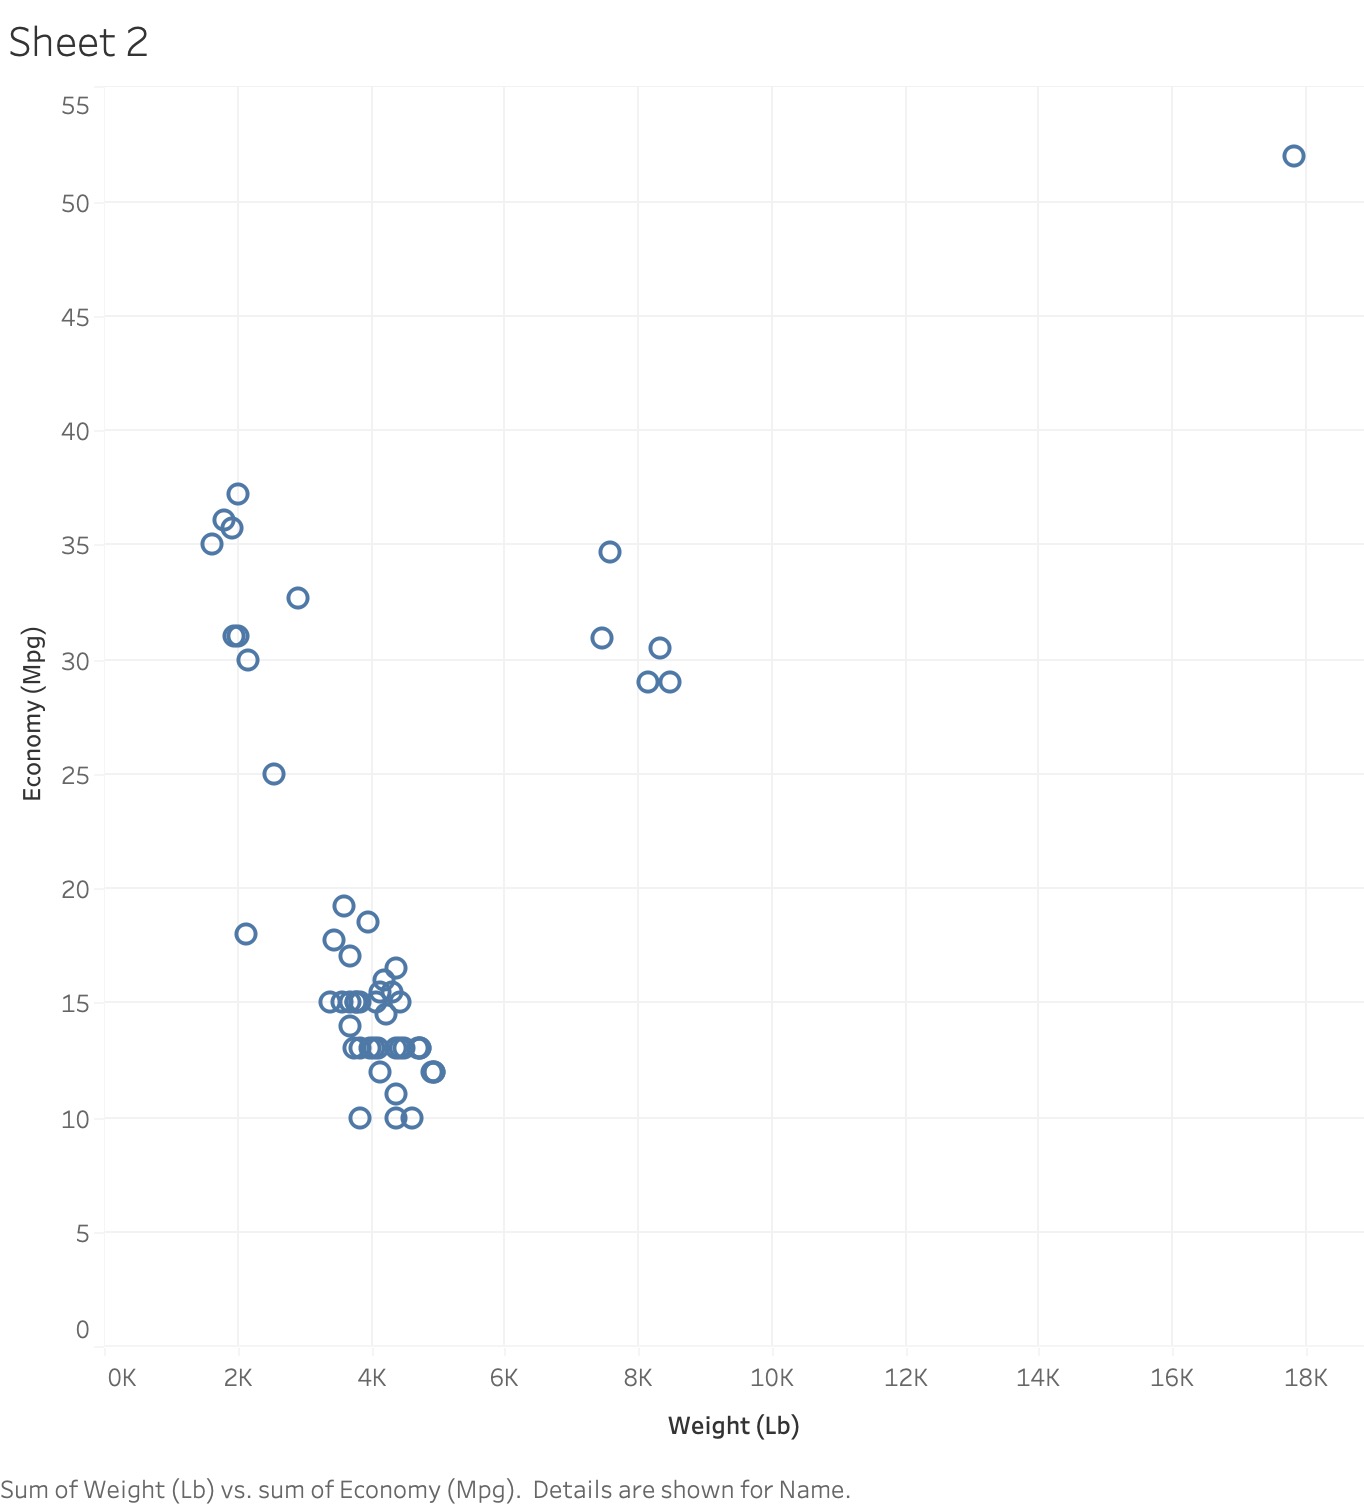 Sheet 2
55
50
45
40
35
30
25
20
15
10
5
0
Economy (Mpg)
0K 2K 4K 6K 8K 10K 12K 14K 16K 18K
Weight (Lb)
Sum of Weight (Lb) vs. sum of Economy (Mpg).  Details are shown for Name.